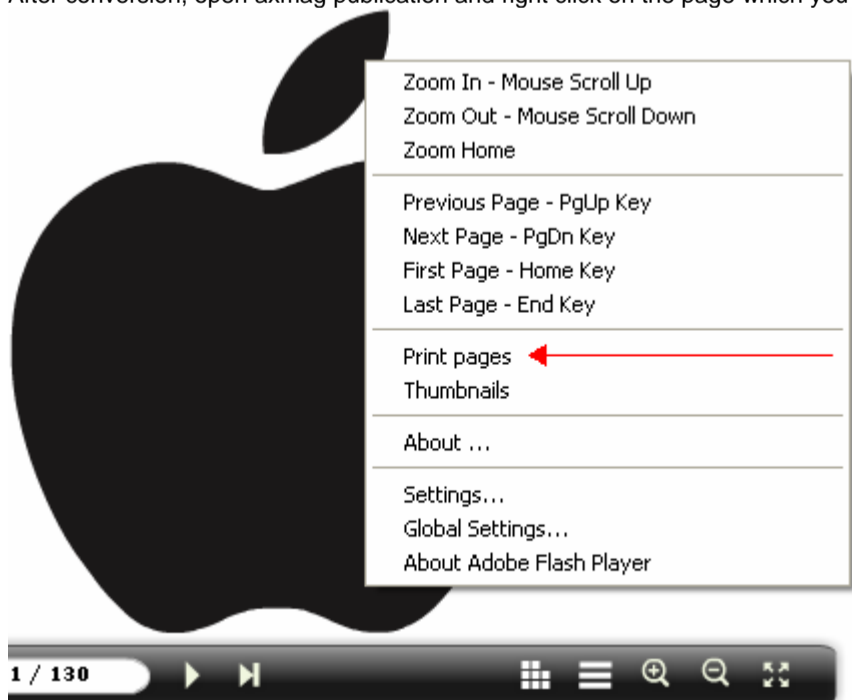 After conversion, open axmag publication and right click on the page which you
Zoom In - Mouse Scroll Up
Zoom Out - Mouse Scroll Down
Zoom Home
Previous Page - PgUp Key
Next Page - PgDn Key
First Page - Home Key
Last Page - End Key
Print pages
Thumbnails
About ...
Settings...
Global Settings...
About Adobe Flash Player
1 / 130